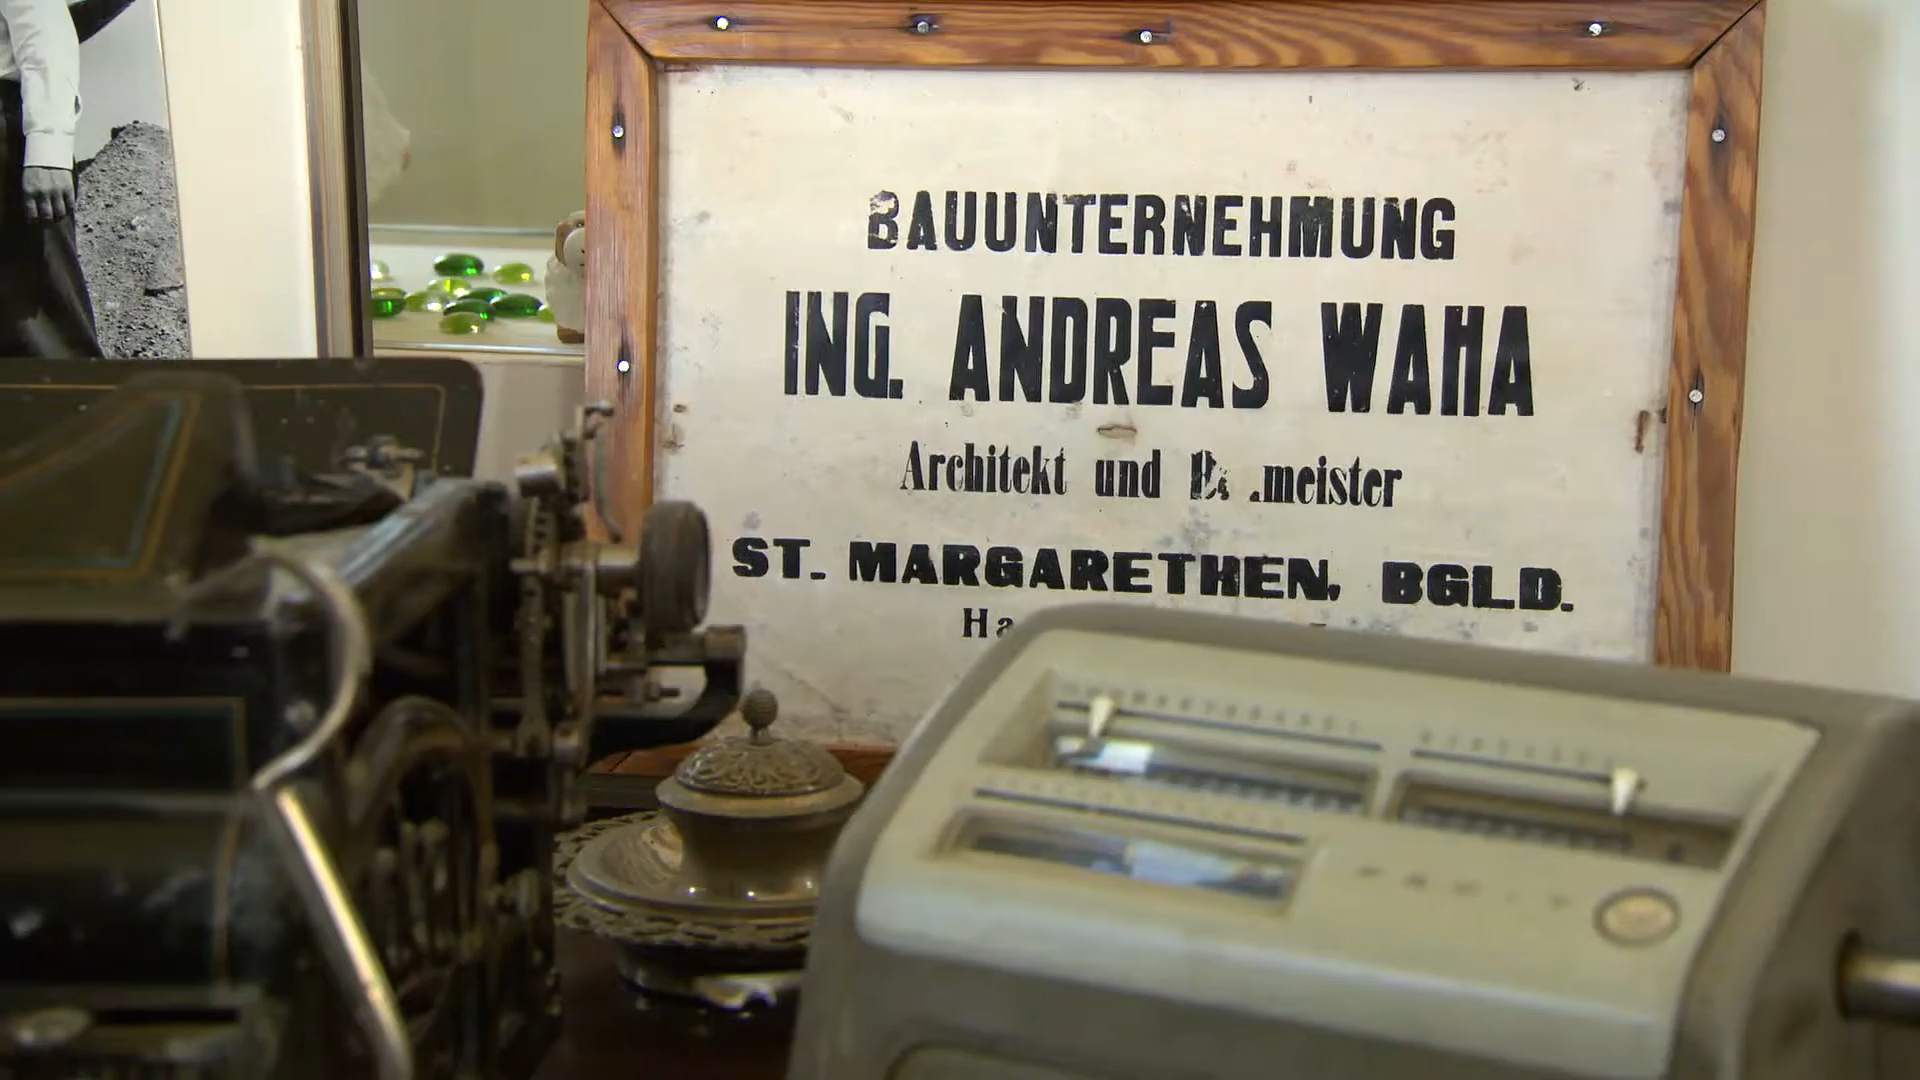 BAUUNTERNEHMUNG
ING. ANDREAS WAHA
Architekt und
ST. MARGARETHEN, BGLD.